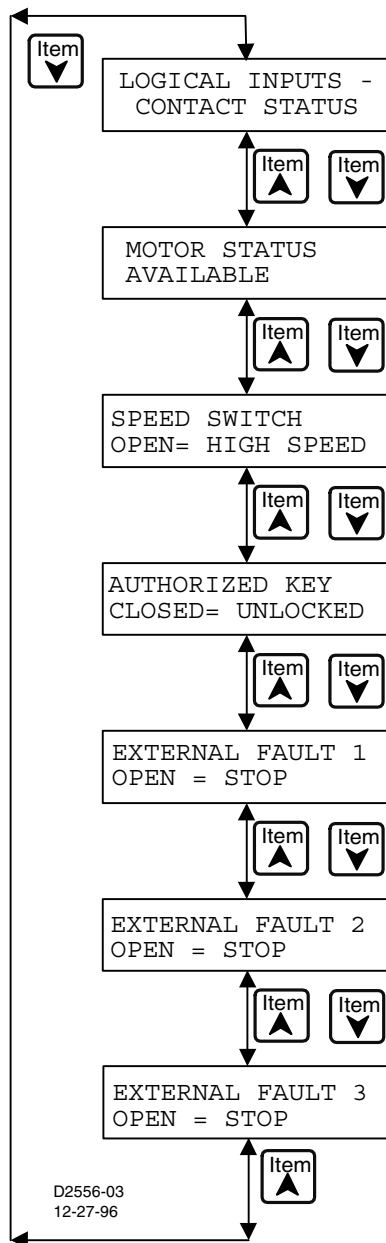 Item
LOGICAL INPUTS -
CONTACT STATUS
Item Item
MOTOR STATUS
AVAILABLE
Item Item
SPEED SWITCH
OPEN= HIGH SPEED
Item Item
AUTHORIZED KEY
CLOSED= UNLOCKED
Item Item
EXTERNAL FAULT 1
OPEN = STOP
Item Item
EXTERNAL FAULT 2
OPEN = STOP
Item Item
EXTERNAL FAULT 3
OPEN = STOP
Item
D2556-03
12-27-96